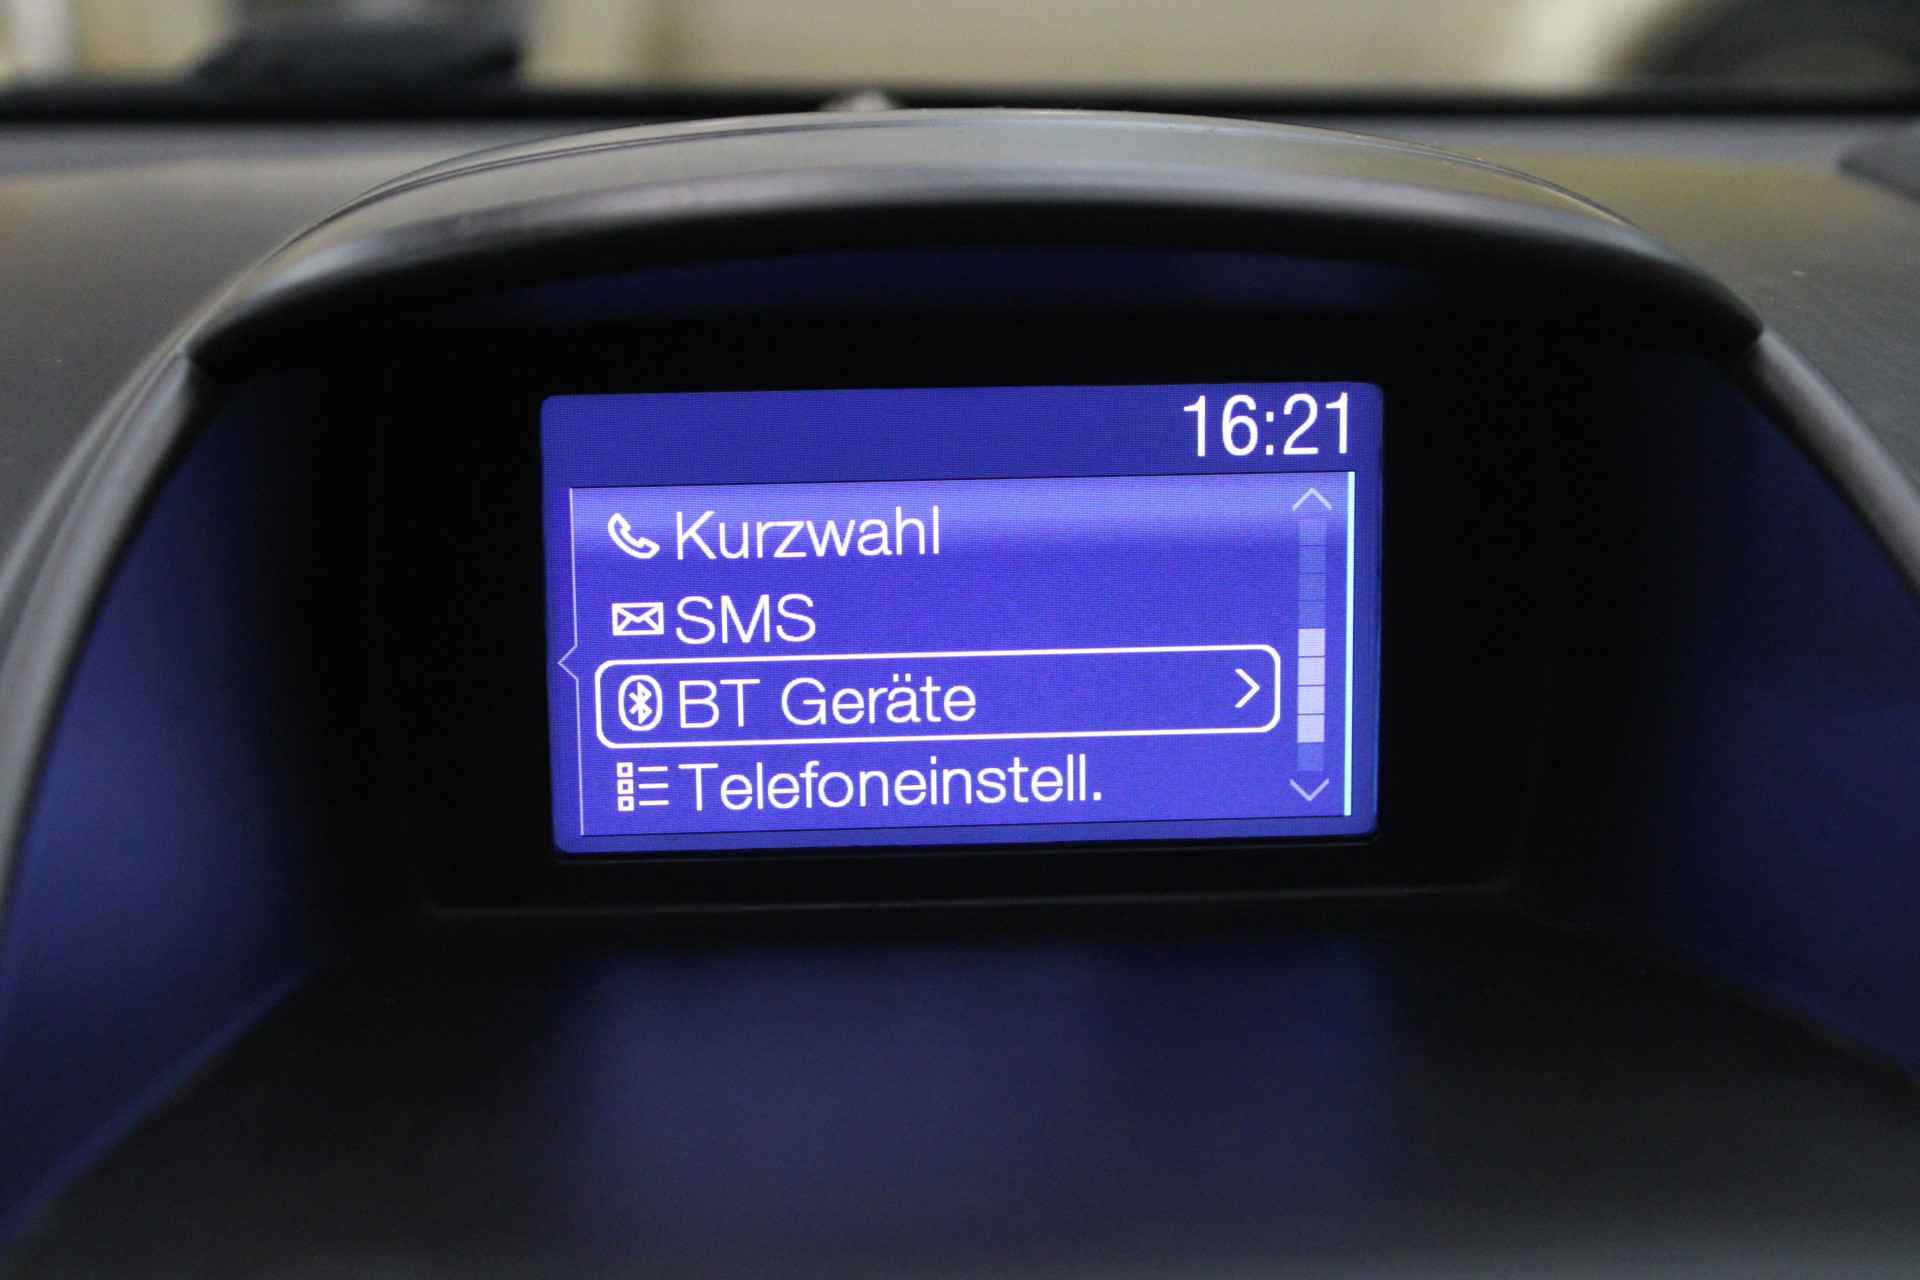 16:21
Kurzwahl
SMS
BT Geräte
Telefoneinstell.